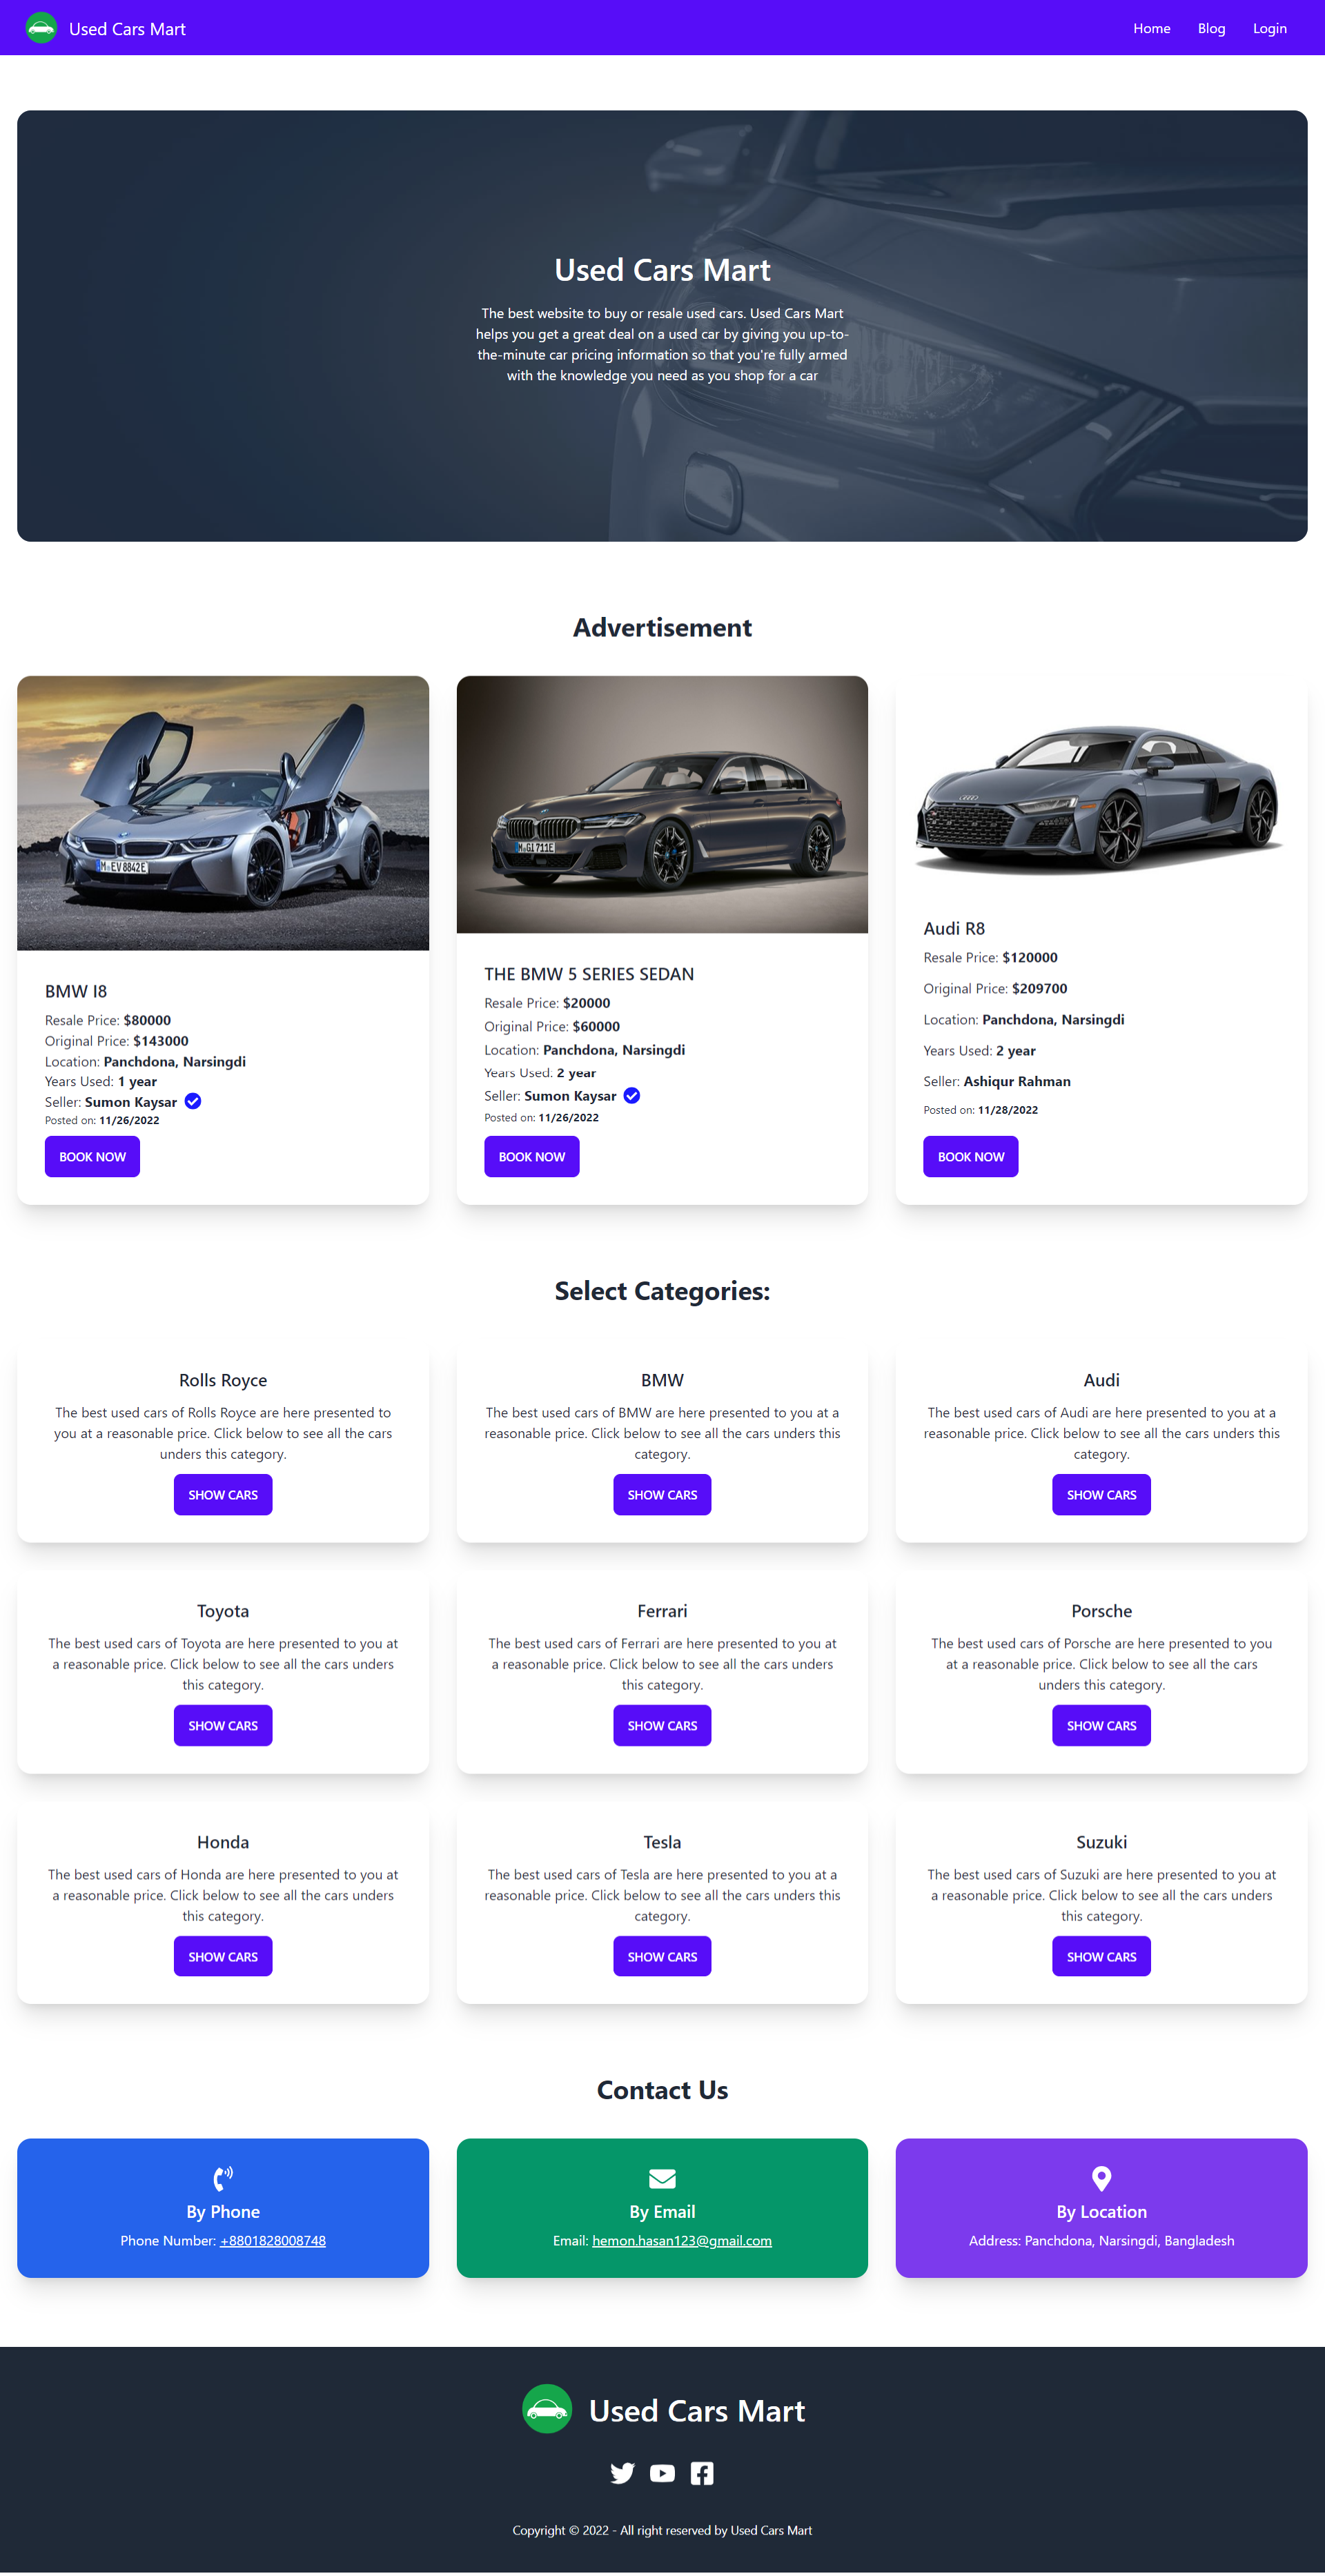 Used Cars Mart
Home
Blog
Login
Used Cars Mart
The best website to buy or resale used cars. Used Cars Mart
helps you get a great deal on a used car by giving you up-to-
the-minute car pricing information so that you're fully armed
with the knowledge you need as you shop for a car
Advertisement
M EV 8842E
BMW I8
Resale Price: $80000
Original Price: $143000
Location: Panchdona, Narsingdi
Years Used: 1 year
Seller: Sumon Kaysar
Posted on: 11/26/2022
BOOK NOW
THE BMW 5 SERIES SEDAN
Resale Price: $20000
Original Price: $60000
Location: Panchdona, Narsingdi
Years Used: 2 year
Seller: Sumon Kaysar
Posted on: 11/26/2022
BOOK NOW
Audi R8
Resale Price: $120000
Original Price: $209700
Location: Panchdona, Narsingdi
Years Used: 2 year
Seller: Ashiqur Rahman
Posted on: 11/28/2022
BOOK NOW
Select Categories:
Rolls Royce
The best used cars of Rolls Royce are here presented to
you at a reasonable price. Click below to see all the cars
unders this category.
SHOW CARS
BMW
The best used cars of BMW are here presented to you at a
reasonable price. Click below to see all the cars unders this
category.
SHOW CARS
Audi
The best used cars of Audi are here presented to you at a
reasonable price. Click below to see all the cars unders this
category.
SHOW CARS
Toyota
The best used cars of Toyota are here presented to you at
a reasonable price. Click below to see all the cars unders
this category.
SHOW CARS
Ferrari
The best used cars of Ferrari are here presented to you at
a reasonable price. Click below to see all the cars unders
this category.
SHOW CARS
Porsche
The best used cars of Porsche are here presented to you
at a reasonable price. Click below to see all the cars
unders this category.
SHOW CARS
Honda
The best used cars of Honda are here presented to you at
a reasonable price. Click below to see all the cars unders
this category.
SHOW CARS
Tesla
The best used cars of Tesla are here presented to you at a
reasonable price. Click below to see all the cars unders this
category.
SHOW CARS
Suzuki
The best used cars of Suzuki are here presented to you at
a reasonable price. Click below to see all the cars unders
this category.
SHOW CARS
Contact Us
By Phone
Phone Number: +8801828008748
By Email
Email: hemon.hasan123@gmail.com
By Location
Address: Panchdona, Narsingdi, Bangladesh
Used Cars Mart
Copyright © 2022 - All right reserved by Used Cars Mart